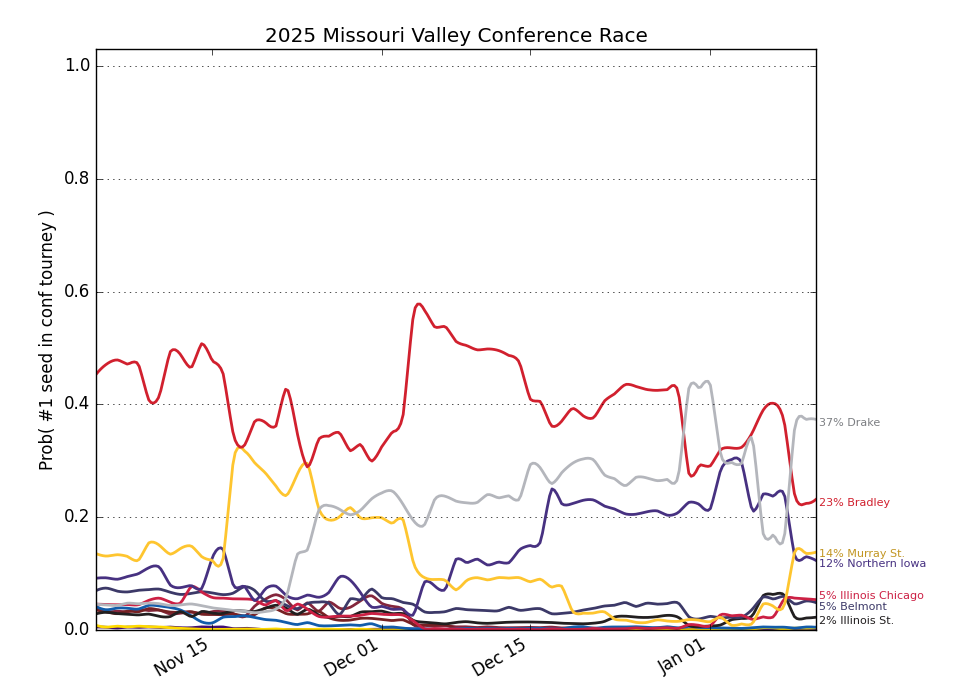 2025 Missouri Valley Conference Race
Prob( #1 seed in conf tourney )
1.0
0.8
0.6
0.4
0.2
0.0
Nov 15
Dec 01
Dec 15
Jan 01
37% Drake
23% Bradley
14% Murray St.
12% Northern Iowa
5% Illinois Chicago
5% Belmont
2% Illinois St.